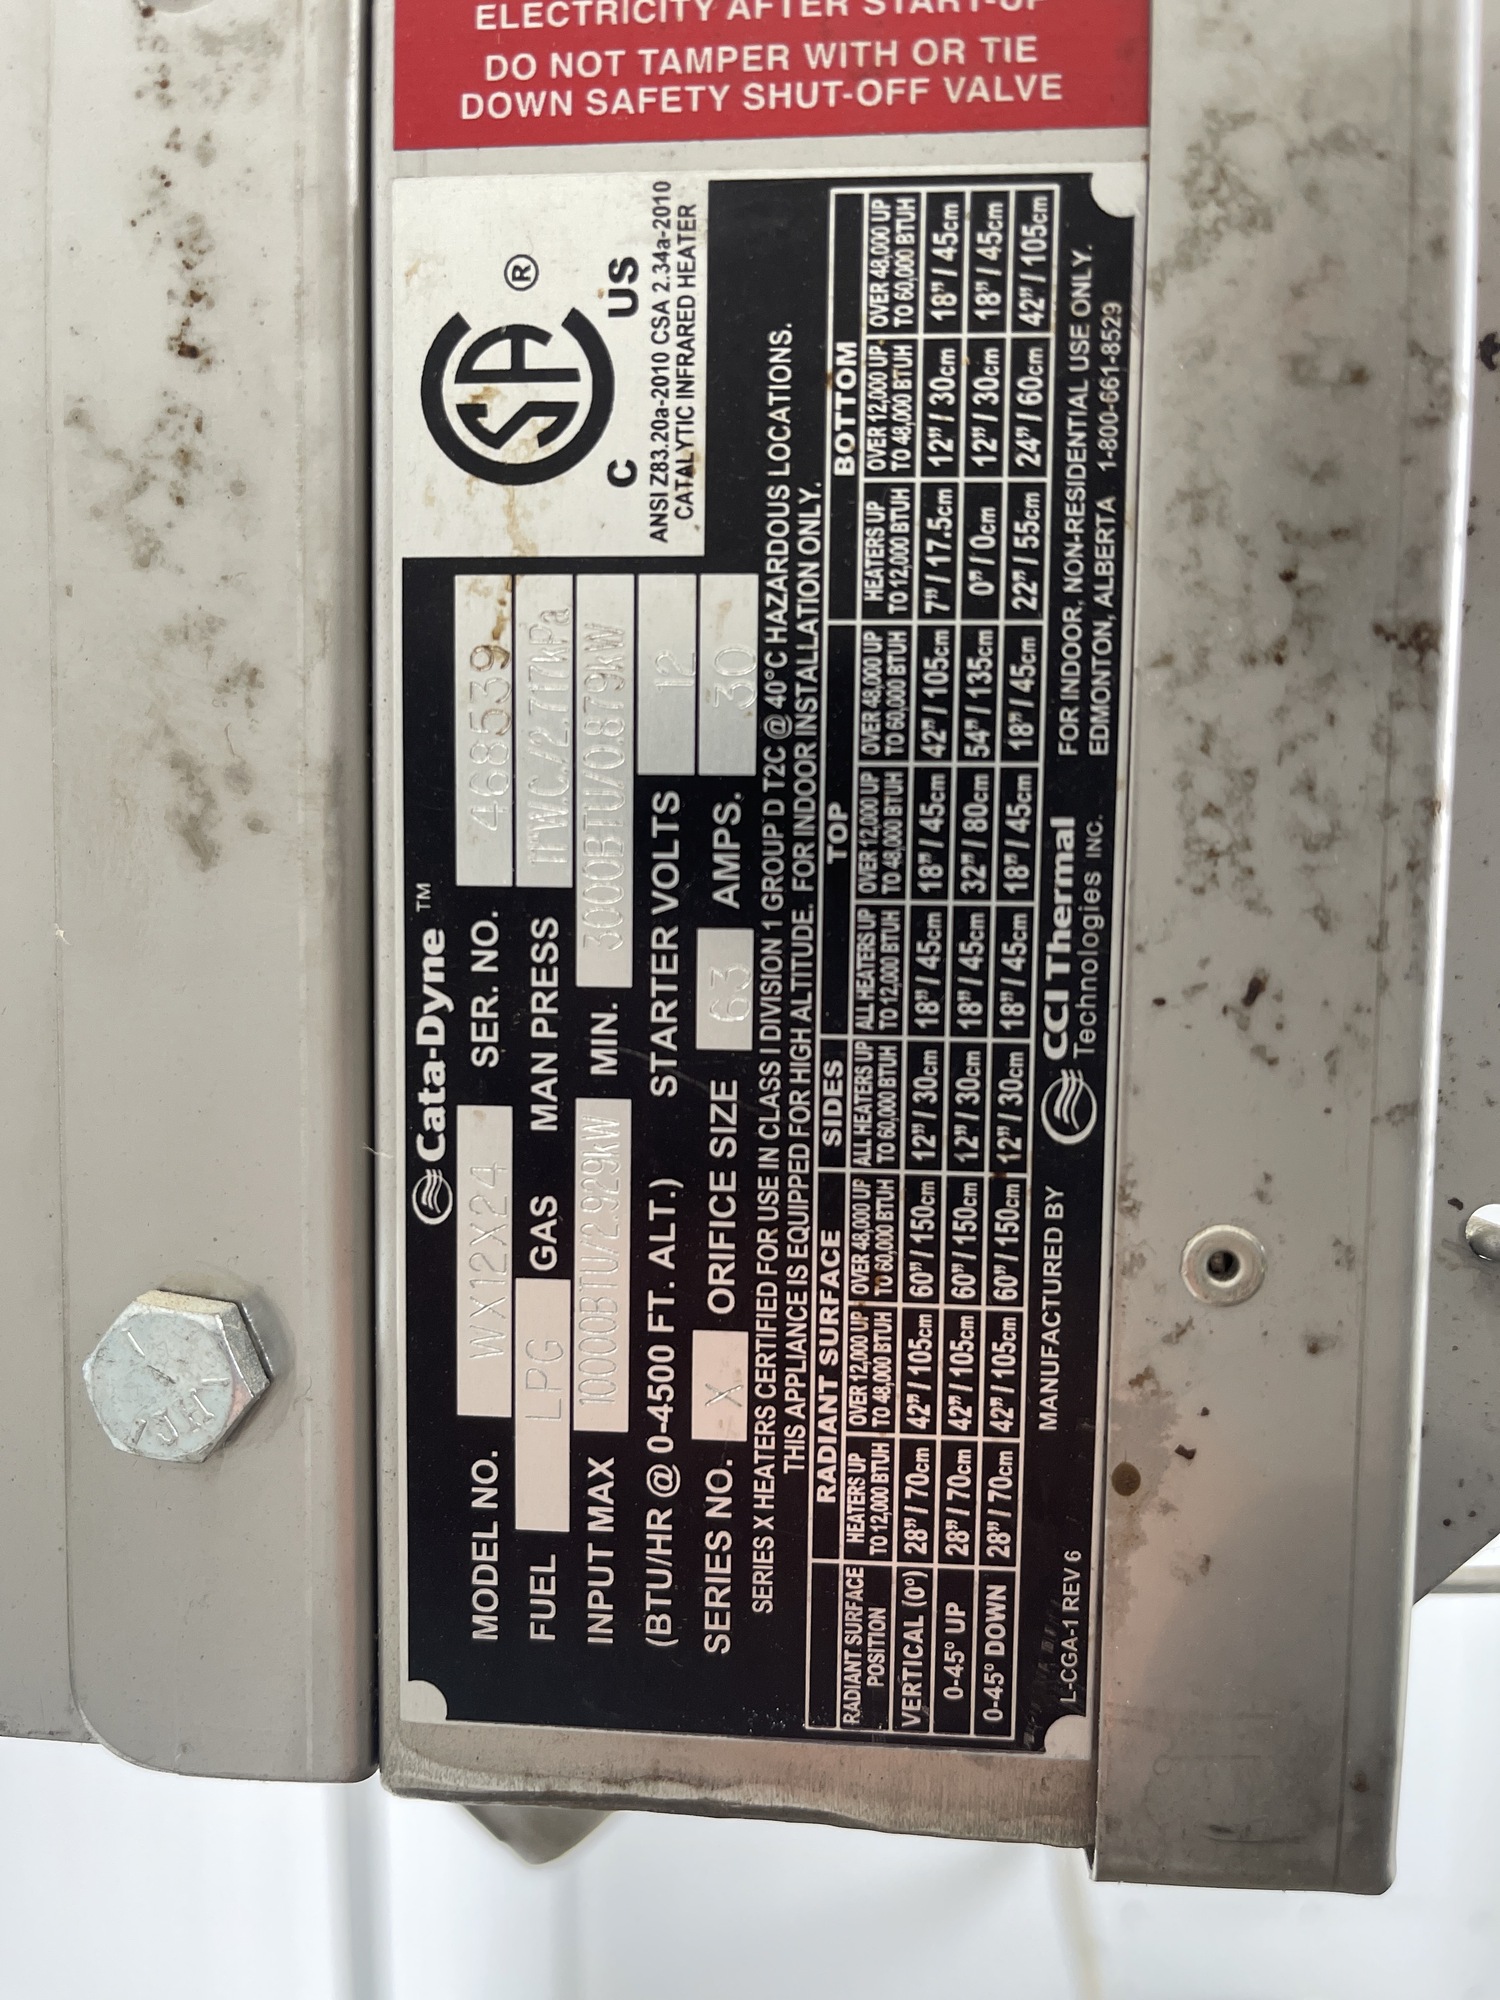 ELECTRICITY AFTER START-UP
DO NOT TAMPER WITH OR TIE
DOWN SAFETY SHUT-OFF VALVE
Cata-Dyne™
MODEL NO. WX12X24 SER. NO. 468539
FUEL LPG GAS MAN.PRESS 11"W.C./2.717kPa
INPUT MAX 10000BTU/2.929kW MIN. 3000BTU/0.879kW
(BTU/HR @ 0-4500 FT. ALT.) STARTER VOLTS 12
SERIES NO. X ORIFICE SIZE 63 AMPS. 30
SA®
C US
ANSI Z83.20a-2010 CSA 2.34a-2010
CATALYTIC INFRARED HEATER
SERIES X HEATERS CERTIFIED FOR USE IN CLASS I DIVISION 1 GROUP D T2C @ 40°C HAZARDOUS LOCATIONS.
THIS APPLIANCE IS EQUIPPED FOR HIGH ALTITUDE. FOR INDOOR INSTALLATION ONLY.
RADIANT SURFACE SIDES TOP BOTTOM
RADIANT SURFACE HEATERS UP OVER 12,000 UP OVER 48,000 UP ALL HEATERS UP ALL HEATERS UP OVER 12,000 UP OVER 48,000 UP HEATERS UP OVER 12,000 UP OVER 48,000 UP
POSITION TO 12,000 BTUH TO 48,000 BTUH TO 60,000 BTUH TO 60,000 BTUH TO 12,000 BTUH TO 48,000 BTUH TO 60,000 BTUH TO 12,000 BTUH TO 48,000 BTUH TO 60,000 BTUH
VERTICAL (0°) 28" / 70cm 42" / 105cm 60" / 150cm 12" / 30cm 18" / 45cm 18" / 45cm 42" / 105cm 7" / 17.5cm 12" / 30cm 18" / 45cm
0-45° UP 28" / 70cm 42" / 105cm 60" / 150cm 12" / 30cm 18" / 45cm 32" / 80cm 54" / 135cm 0" / 0cm 12" / 30cm 18" / 45cm
0-45° DOWN 28" / 70cm 42" / 105cm 60" / 150cm 12" / 30cm 18" / 45cm 18" / 45cm 18" / 45cm 22" / 55cm 24" / 60cm 42" / 105cm
MANUFACTURED BY CCI Thermal FOR INDOOR, NON-RESIDENTIAL USE ONLY.
Technologies INC. EDMONTON, ALBERTA 1-800-661-8529
L-CGA-1 REV 6